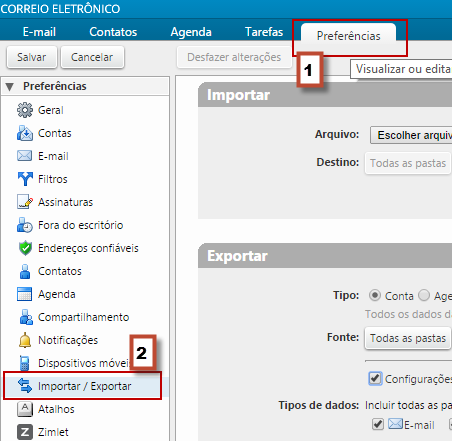 CORREIO ELETRÔNICO
E-mail Contatos Agenda Tarefas Preferências
Salvar Cancelar Desfazer alterações 1 Visualizar ou edita
Preferências
Geral
Contas
E-mail
Filtros
Assinaturas
Fora do escritório
Endereços confiáveis
Contatos
Agenda
Compartilhamento
Notificações
Dispositivos móvei 2
Importar / Exportar
Atalhos
Zimlet
Importar
Arquivo: Escolher arquiv
Destino: Todas as pastas
Exportar
Tipo: Conta Age
Todos os dados da
Fonte: Todas as pastas
Configurações
Tipos de dados: Incluir todas as pa
E-mail